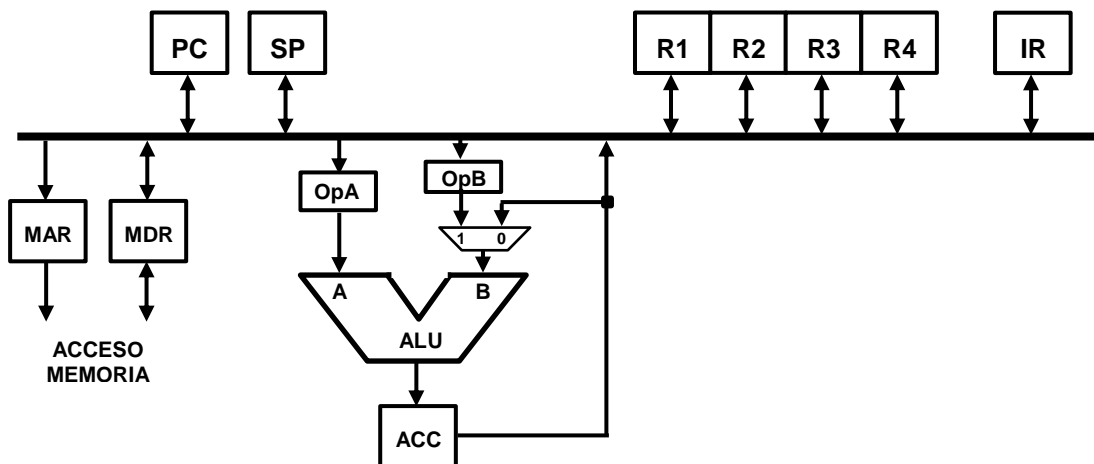 PC SP R1 R2 R3 R4 IR
OpA OpB
MAR MDR 1 0
A B
ALU
ACCESO
MEMORIA
ACC